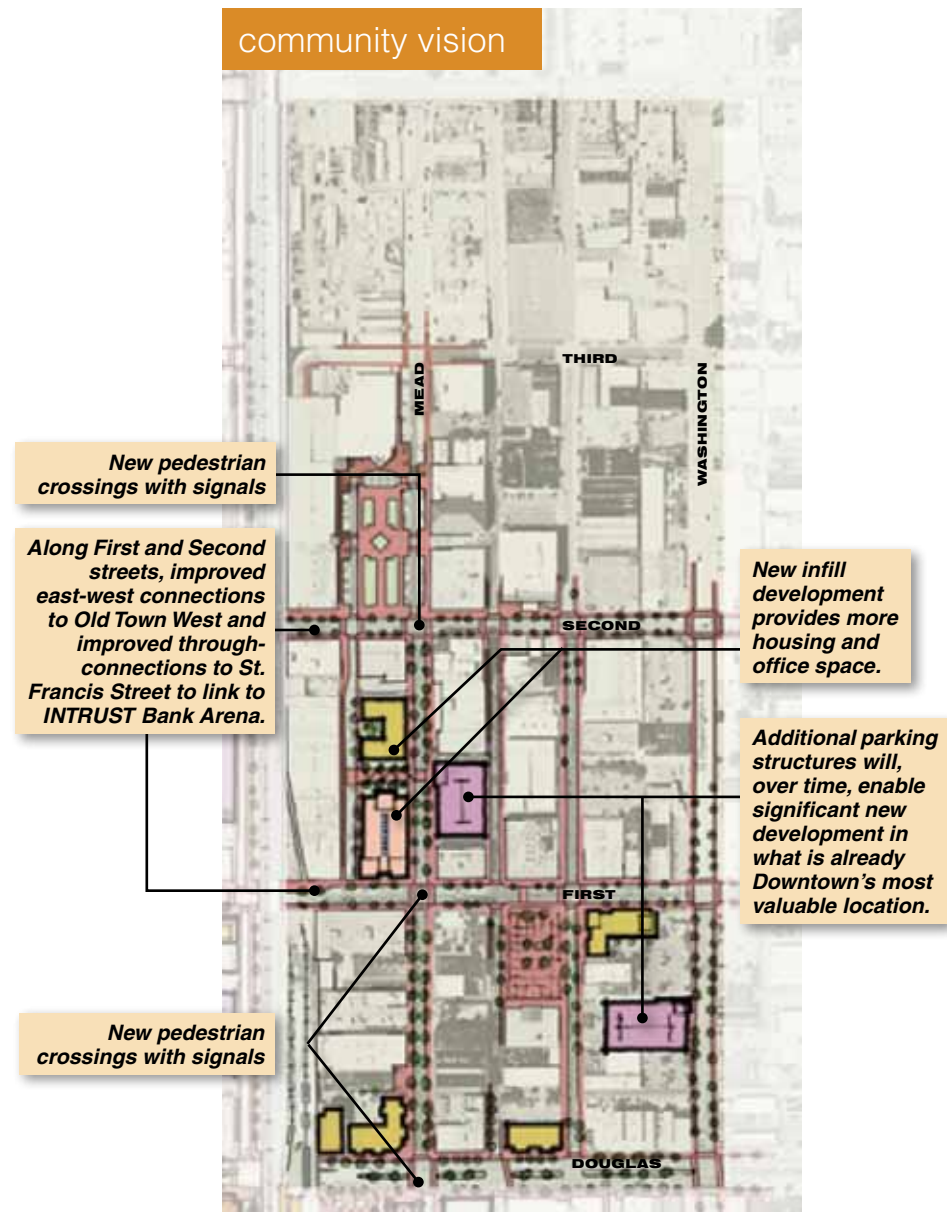 community vision
THIRD
MEAD
WASHINGTON
New pedestrian
crossings with signals
Along First and Second
streets, improved
east-west connections
to Old Town West and
improved through-
connections to St.
Francis Street to link to
INTRUST Bank Arena.
New infill
development
provides more
housing and
office space.
SECOND
Additional parking
structures will,
over time, enable
significant new
development in
what is already
Downtown's most
valuable location.
FIRST
New pedestrian
crossings with signals
DOUGLAS